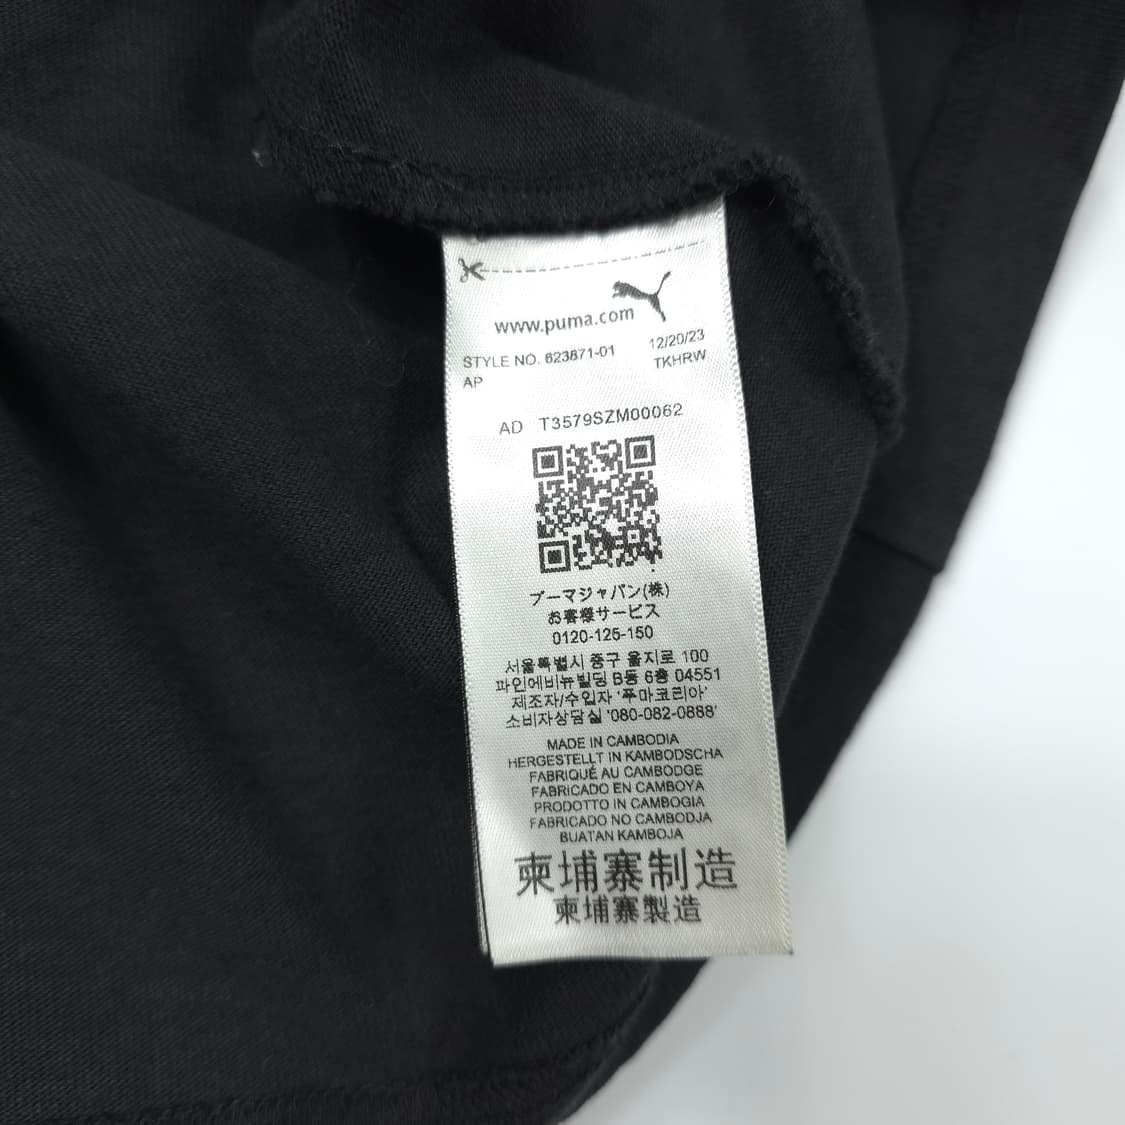 www.puma.com
STYLE NO. 623871-01 12/20/23
AP TKHRW
AD T3579SZM00062
プーマジャパン(株)
お客様サービス
0120-125-150
서울특별시 중구 을지로 100
파인에비뉴빌딩 B동 6층 04551
제조자/수입자 '푸마코리아'
소비자상담실 '080-082-0888'
MADE IN CAMBODIA
HERGESTELLT IN KAMBODSCHA
FABRIQUÉ AU CAMBODGE
FABRICADO EN CAMBOYA
PRODOTTO IN CAMBOGIA
FABRICADO NO CAMBODJA
BUATAN KAMBOJA
柬埔寨制造
柬埔寨製造